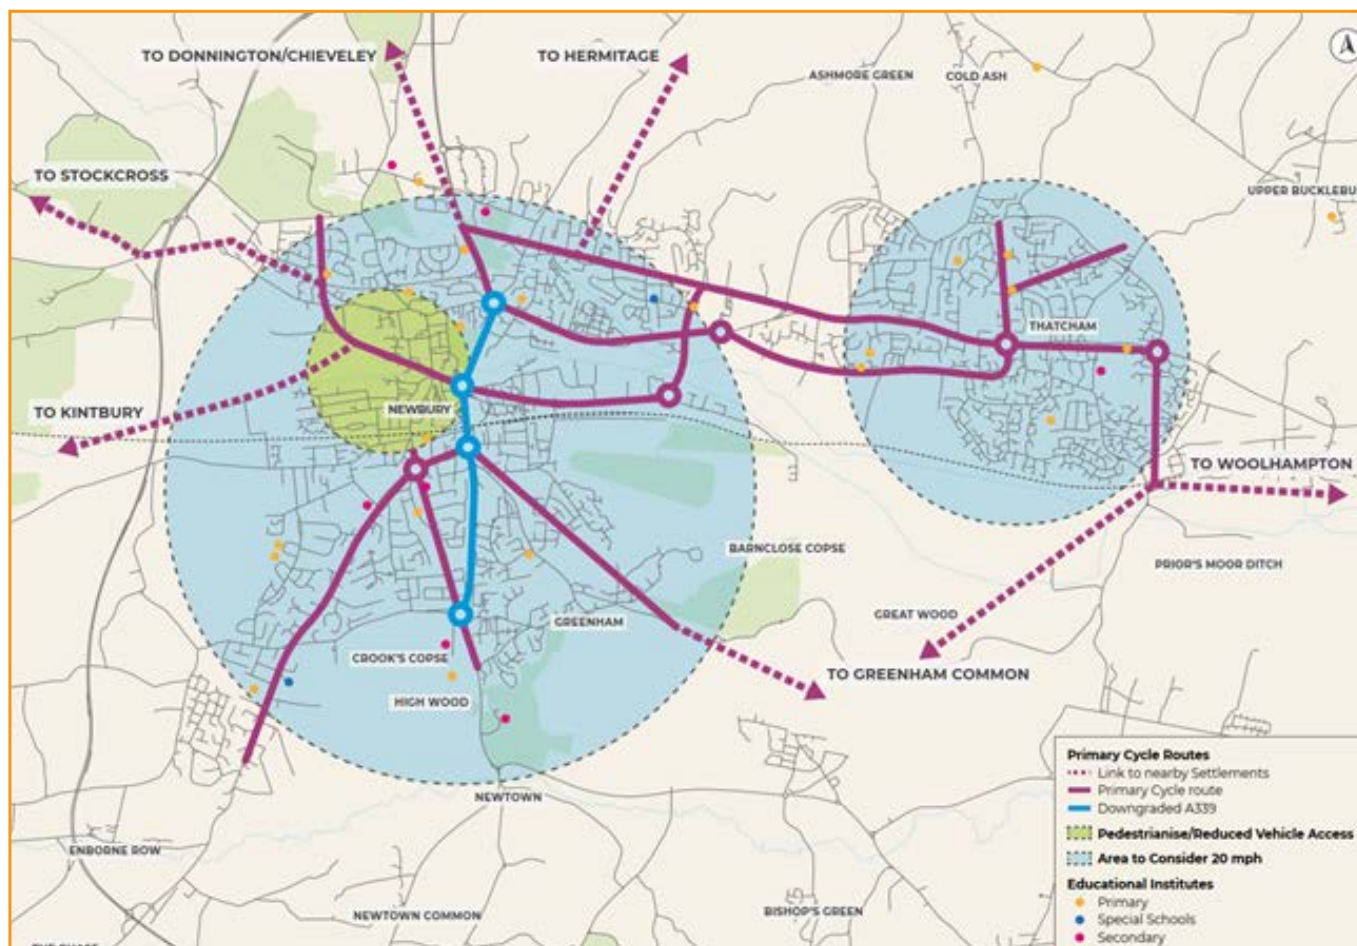 TO DONNINGTON/CHIEVELEY
TO HERMITAGE
ASHMORE GREEN
COLD ASH
TO STOCKCROSS
UPPER BUCKLEBU
THATCHAM
TO KINTBURY
NEWBURY
TO WOOLHAMPTON
BARNCLOSE COPSE
PRIOR'S MOOR DITCH
GREAT WOOD
GREENHAM
CROOK'S COPSE
TO GREENHAM COMMON
HIGH WOOD
NEWTOWN
ENBORNE ROW
NEWTOWN COMMON
BISHOP'S GREEN
Primary Cycle Routes
Link to nearby Settlements
Primary Cycle route
Downgraded A339
Pedestrianise/Reduced Vehicle Access
Area to Consider 20 mph
Educational Institutes
Primary
Special Schools
Secondary